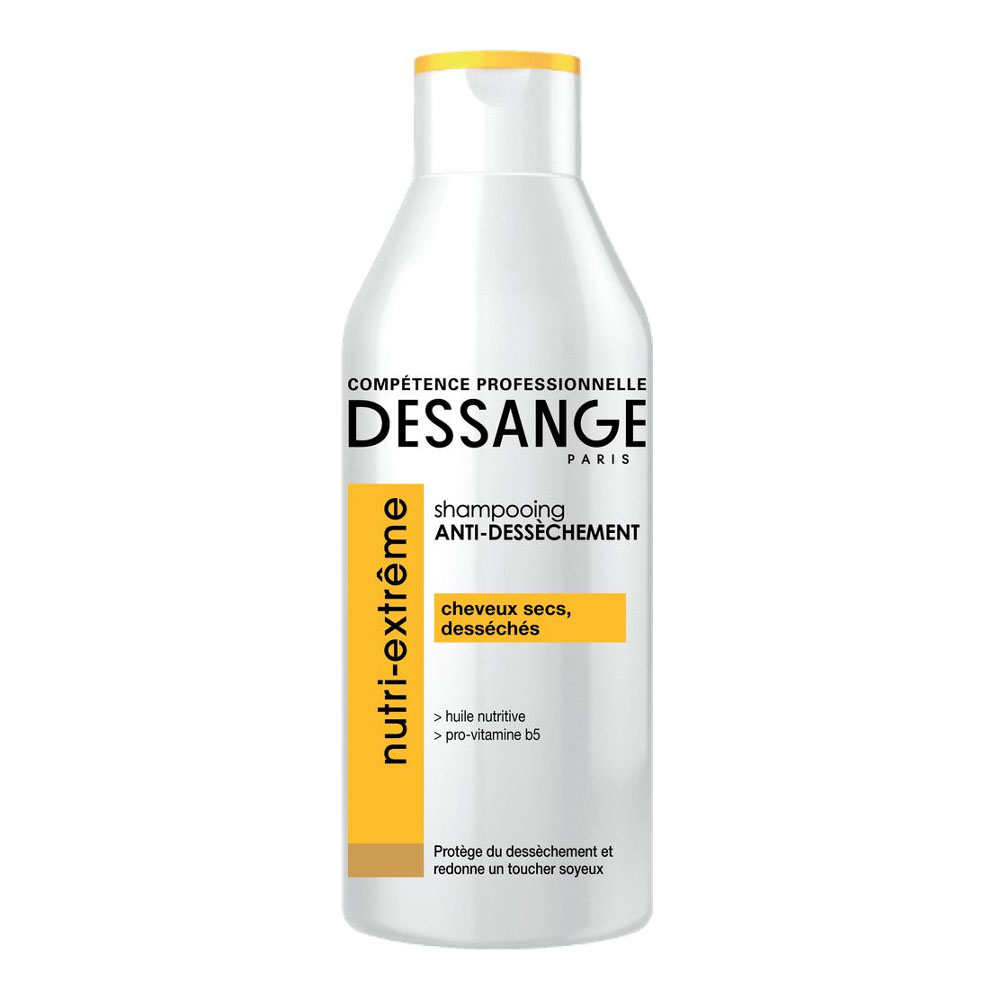 COMPÉTENCE PROFESSIONNELLE
DESSANGE
PARIS
nutri-extrême
shampooing
ANTI-DESSÈCHEMENT
cheveux secs,
desséchés
> huile nutritive
> pro-vitamine b5
Protège du dessèchement et
redonne un toucher soyeux